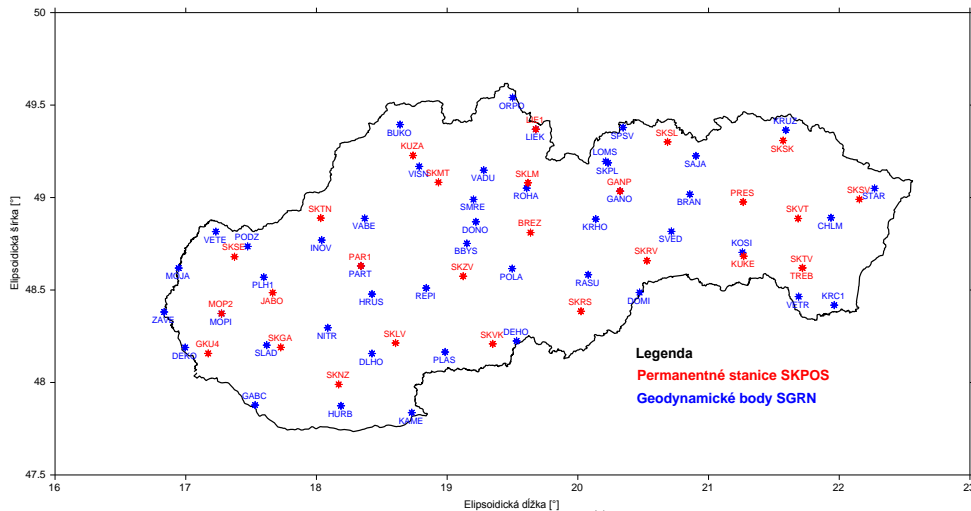 50
49.5
49
48.5
48
47.5
16
17
18
19
20
21
22
23
Elipsoidická šírka [°]
Elipsoidická dĺžka [°]
ORPO
LIE1
LIEK
BUKO
KUZA
VISN
SKMT
VADU
SKLM
ROHA
SMRE
DONO
BBYS
BREZ
SPSV
SKSL
LOMS
SKPL
SAJA
GANP
GANO
KRHO
BRAN
PRES
KRUZ
SKSK
SKSV
STAR
SKVT
CHLM
SVED
SKRV
KOSI
KUKE
SKTV
TREB
VETR
KRC1
DOMI
RASU
SKRS
POLA
SKZV
REPI
SKTN
VABE
INOV
PAR1
PART
HRUS
VETE
PODZ
SKSE
MOJA
PLH1
JABO
ZAVE
MOP2
MOPI
DEKO
GKU4
SLAD
SKGA
NITR
DLHO
SKLV
PLAS
SKVK
DEHO
SKNZ
GABC
HURB
KAME
Legenda
Permanentné stanice SKPOS
Geodynamické body SGRN